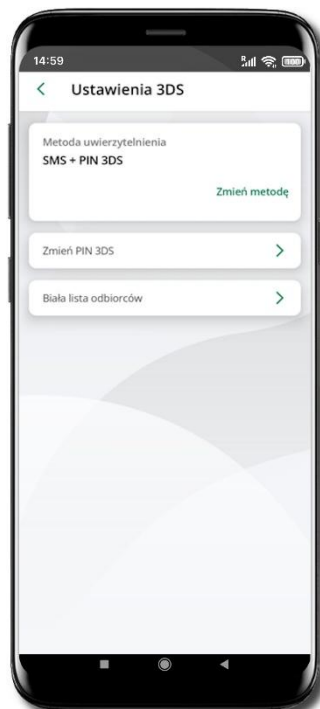 14:59
Ustawienia 3DS
Metoda uwierzytelnienia
SMS + PIN 3DS
Zmień metodę
Zmień PIN 3DS
Biała lista odbiorców